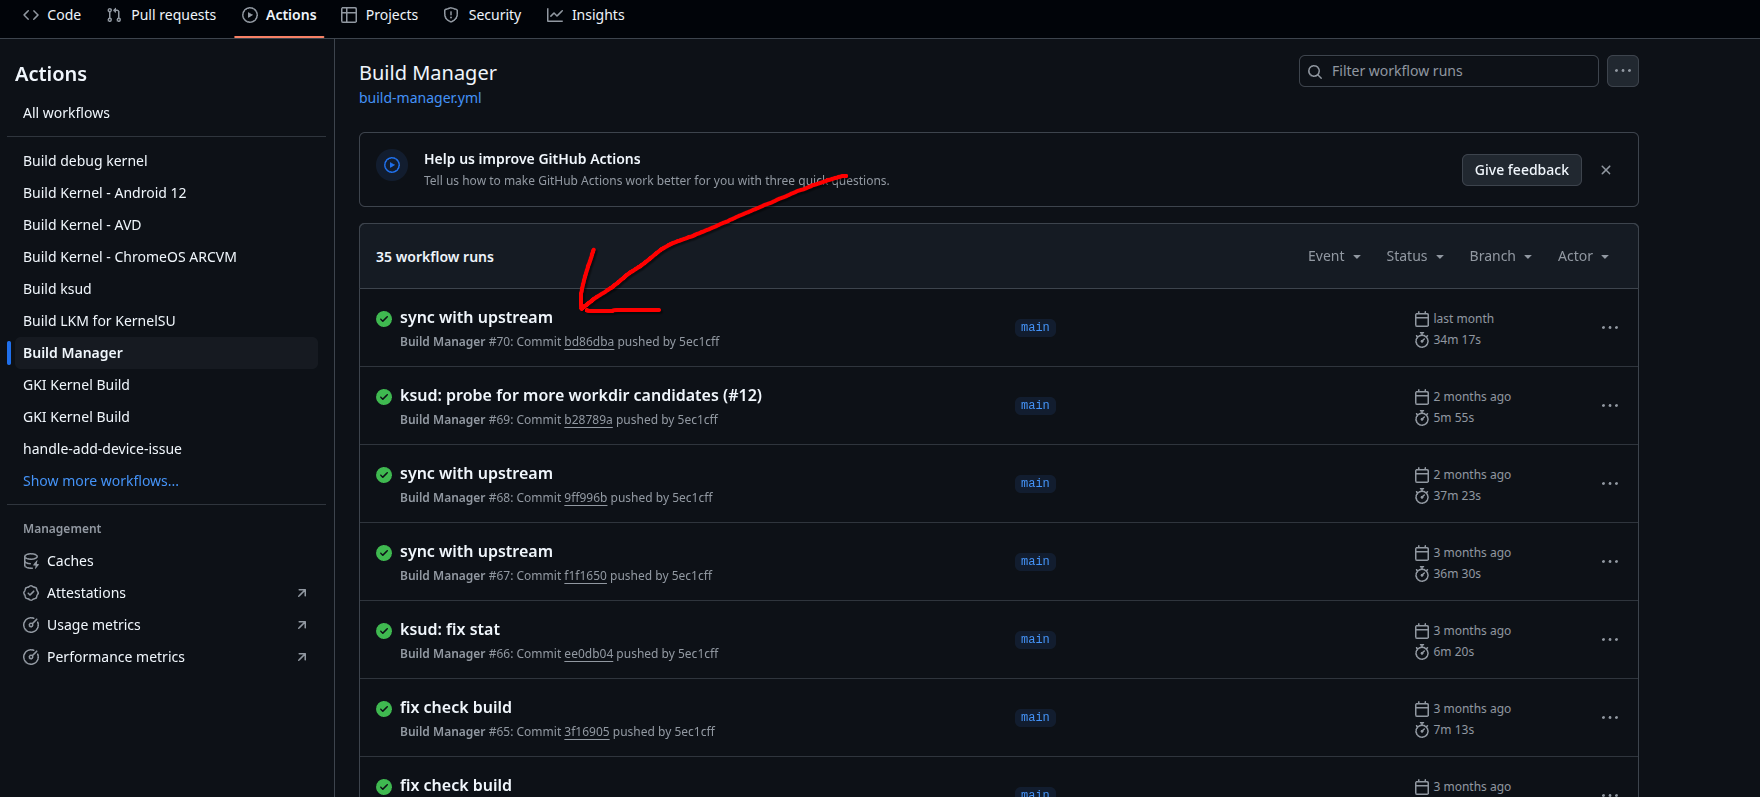 Code Pull requests Actions Projects Security Insights
Actions
All workflows
Build debug kernel
Build Kernel - Android 12
Build Kernel - AVD
Build Kernel - ChromeOS ARCVM
Build ksud
Build LKM for KernelSU
Build Manager
GKI Kernel Build
GKI Kernel Build
handle-add-device-issue
Show more workflows...
Management
Caches
Attestations
Usage metrics
Performance metrics
Build Manager
build-manager.yml
Filter workflow runs
Help us improve GitHub Actions
Tell us how to make GitHub Actions work better for you with three quick questions.
Give feedback
35 workflow runs
Event Status Branch Actor
sync with upstream
Build Manager #70: Commit bd86dba pushed by 5ec1cff
main
last month
34m 17s
ksud: probe for more workdir candidates (#12)
Build Manager #69: Commit b28789a pushed by 5ec1cff
main
2 months ago
5m 55s
sync with upstream
Build Manager #68: Commit 9ff996b pushed by 5ec1cff
main
2 months ago
37m 23s
sync with upstream
Build Manager #67: Commit f1f1650 pushed by 5ec1cff
main
3 months ago
36m 30s
ksud: fix stat
Build Manager #66: Commit ee0db04 pushed by 5ec1cff
main
3 months ago
6m 20s
fix check build
Build Manager #65: Commit 3f16905 pushed by 5ec1cff
main
3 months ago
7m 13s
fix check build
main
3 months ago